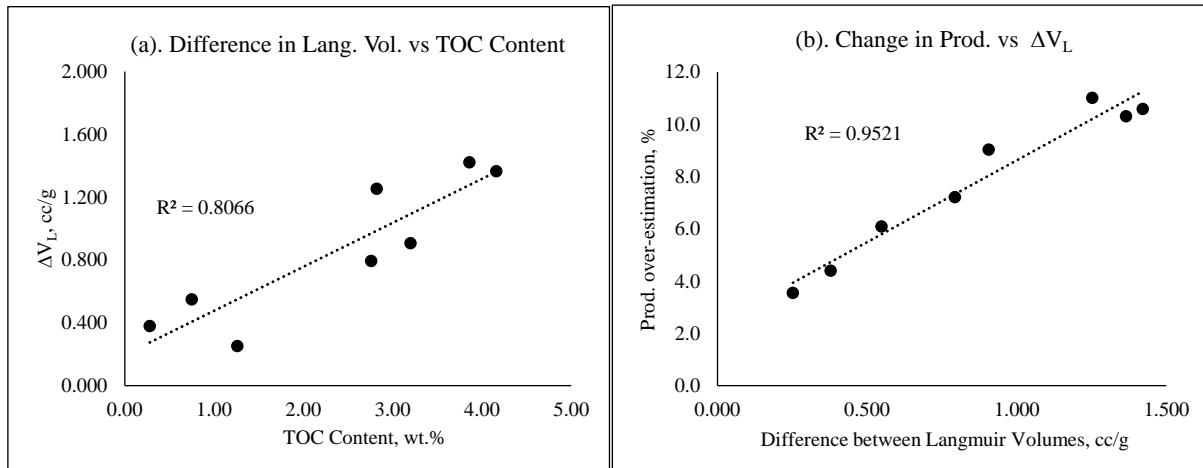 (a). Difference in Lang. Vol. vs TOC Content
2.000
1.600
1.200
0.800
0.400
0.000
ΔV_L, cc/g
R² = 0.8066
0.00 1.00 2.00 3.00 4.00 5.00
TOC Content, wt.%
(b). Change in Prod. vs ΔV_L
12.0
10.0
8.0
6.0
4.0
2.0
0.0
Prod. over-estimation, %
R² = 0.9521
0.000 0.500 1.000 1.500
Difference between Langmuir Volumes, cc/g